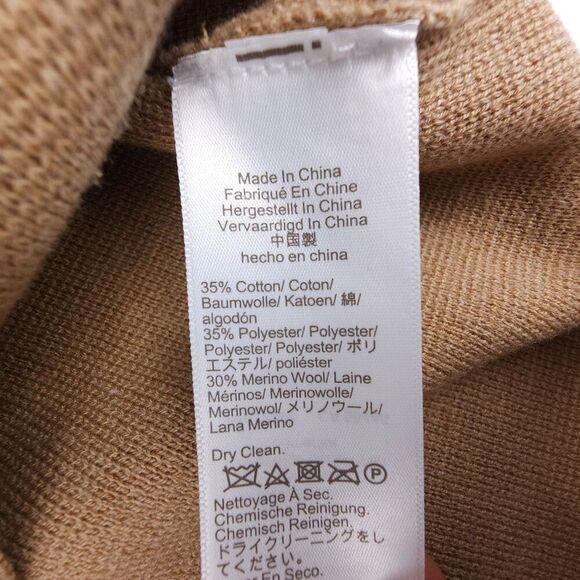 Made In China
Fabriqué En Chine
Hergestellt In China
Vervaardigd In China
中国製
hecho en china
35% Cotton/ Coton/
Baumwolle/ Katoen/ 綿/
algodón
35% Polyester/ Polyester/
Polyester/ Polyester/ ポリ
エステル/ poliéster
30% Merino Wool/ Laine
Mérinos/ Merinowolle/
Merinowol/ メリノウール/
Lana Merino
Dry Clean.
P
Nettoyage À Sec.
Chemische Reinigung.
Chemisch Reinigen.
ドライクリーニングをし
てください。
En Seco.